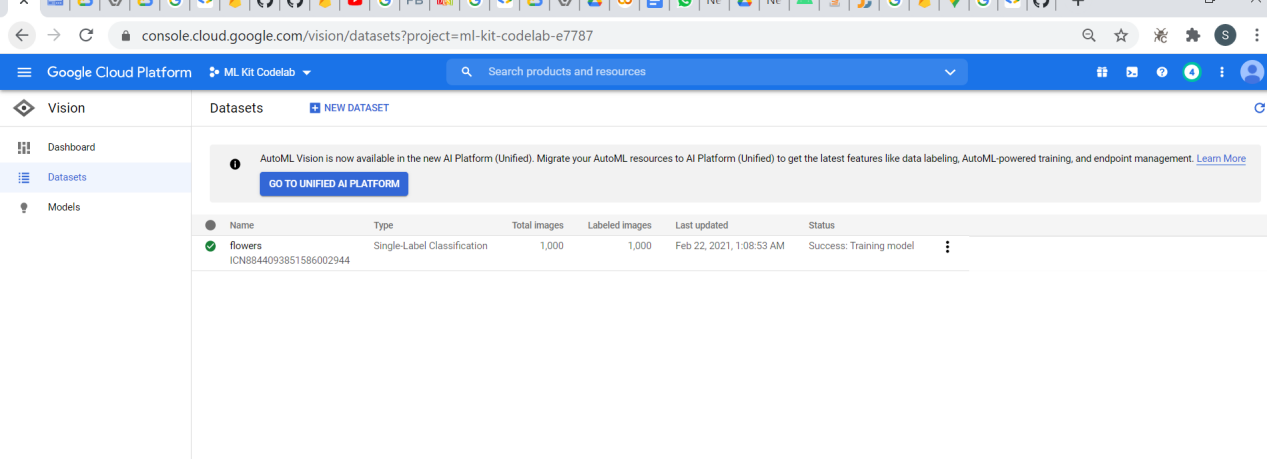 console.cloud.google.com/vision/datasets?project=ml-kit-codelab-e7787
S
Google Cloud Platform
ML Kit Codelab
Search products and resources
4
Vision
Datasets
NEW DATASET
Dashboard
Datasets
Models
AutoML Vision is now available in the new AI Platform (Unified). Migrate your AutoML resources to AI Platform (Unified) to get the latest features like data labeling, AutoML-powered training, and endpoint management. Learn More
GO TO UNIFIED AI PLATFORM
Name Type Total images Labeled images Last updated Status
flowers Single-Label Classification 1,000 1,000 Feb 22, 2021, 1:08:53 AM Success: Training model
ICN8844093851586002944